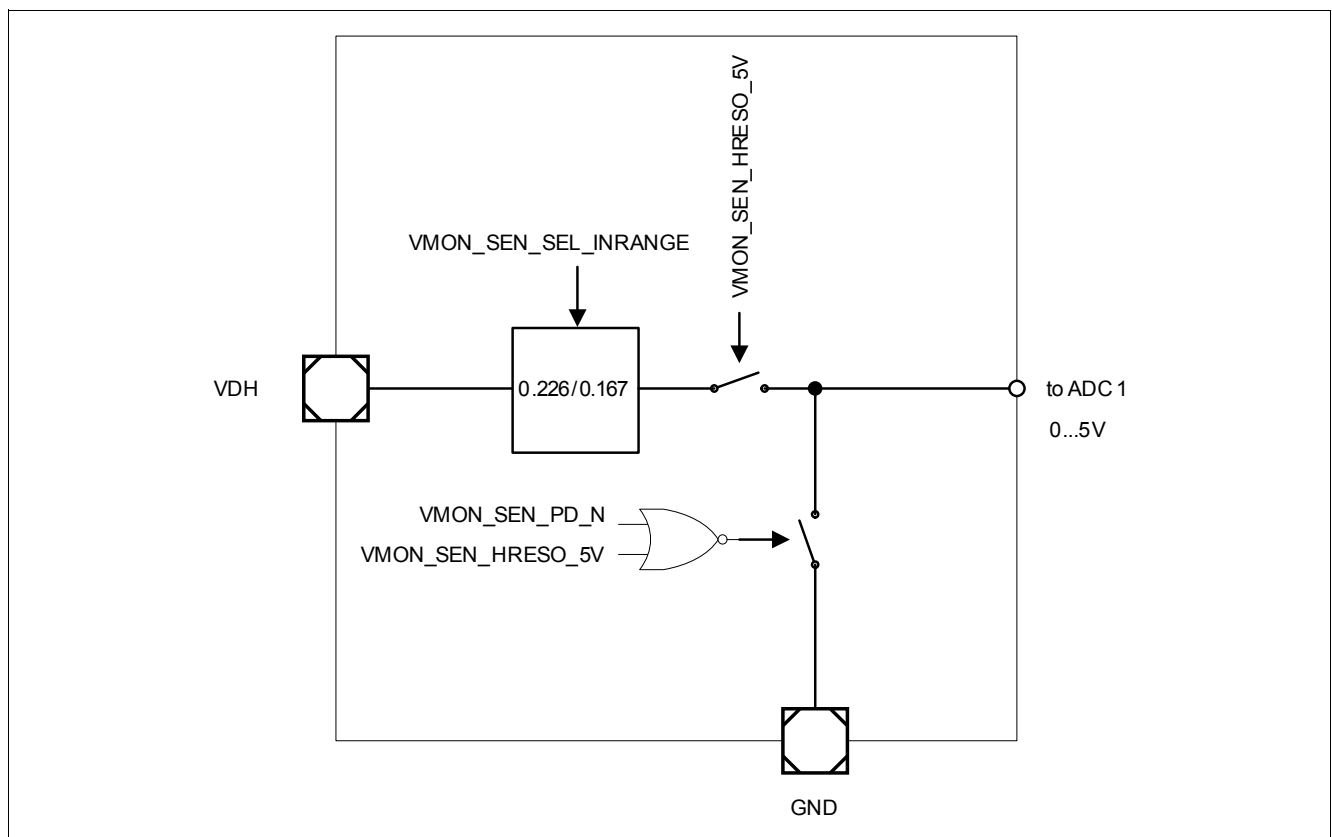 VMON_SEN_HRESO_5V
VMON_SEN_SEL_INRANGE
VDH
0.226/0.167
to ADC 1
0...5V
VMON_SEN_PD_N
VMON_SEN_HRESO_5V
GND